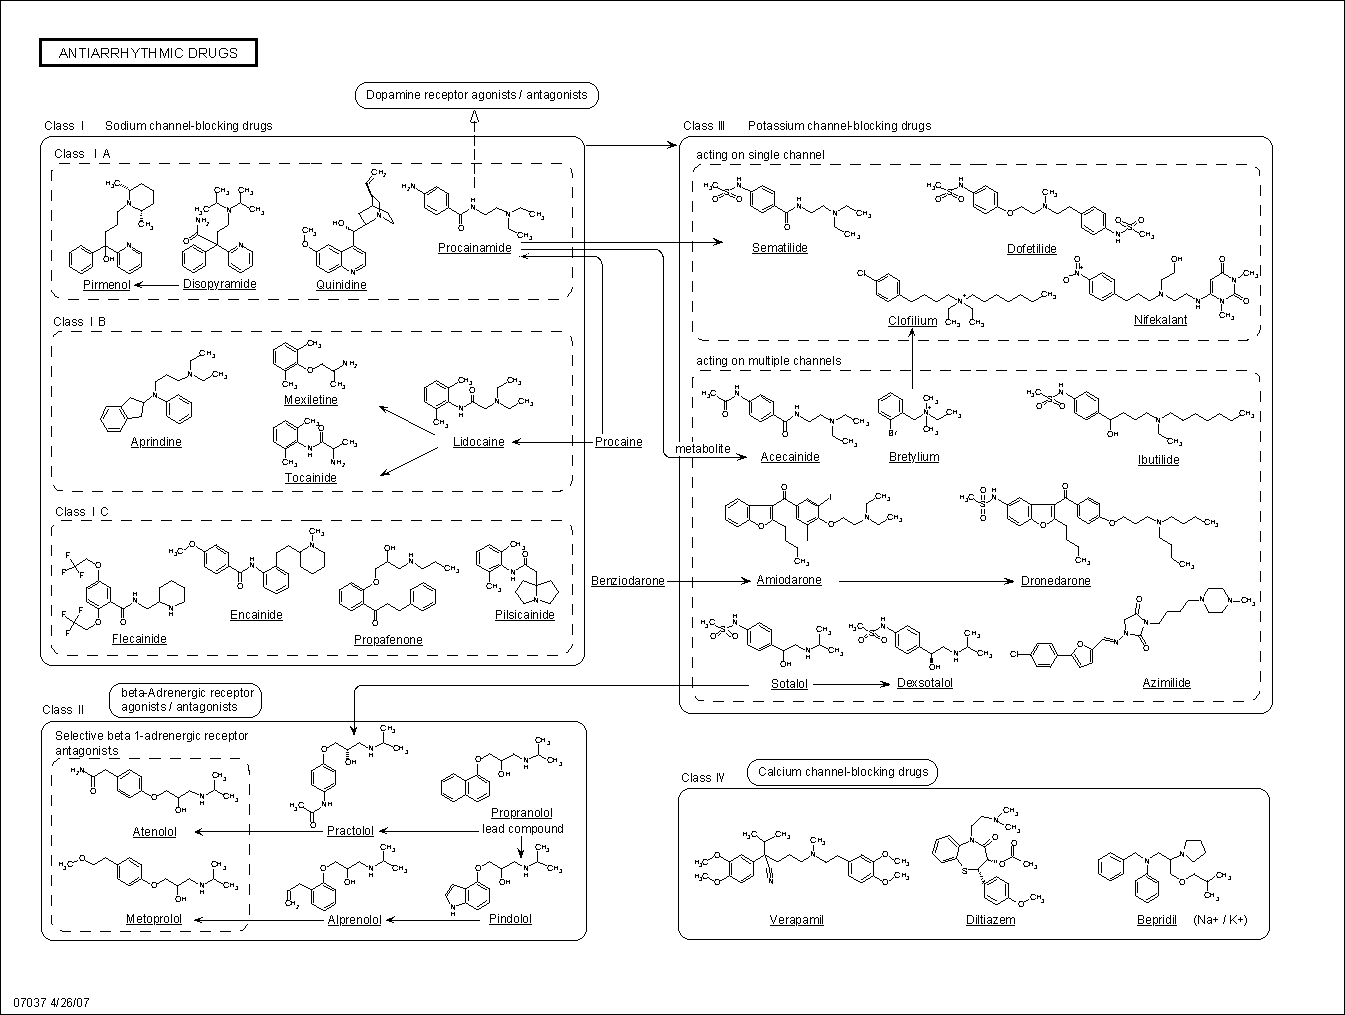 ANTIARRHYTHMIC DRUGS
Dopamine receptor agonists / antagonists
Class I Sodium channel-blocking drugs
Class I A
Pirmenol
Disopyramide
Quinidine
Procainamide
Class I B
Aprindine
Mexiletine
Tocainide
Lidocaine
Procaine
Class I C
Flecainide
Encainide
Propafenone
Pilsicainide
Class III Potassium channel-blocking drugs
acting on single channel
Sematilide
Dofetilide
Clofilium
Nifekalant
acting on multiple channels
metabolite
Acecainide
Bretylium
Ibutilide
Benziodarone
Amiodarone
Dronedarone
Sotalol
Dexsotalol
Azimilide
beta-Adrenergic receptor
agonists / antagonists
Class II
Selective beta 1-adrenergic receptor
antagonists
Atenolol
Practolol
Propranolol
lead compound
Metoprolol
Alprenolol
Pindolol
Class IV
Calcium channel-blocking drugs
Verapamil
Diltiazem
Bepridil (Na+ / K+)
07037 4/26/07